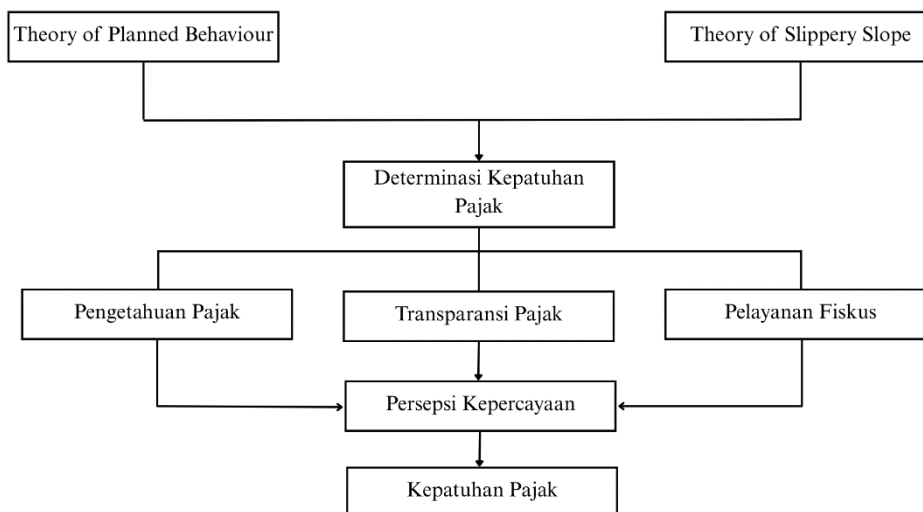 Theory of Planned Behaviour
Theory of Slippery Slope
Determinasi Kepatuhan
Pajak
Pengetahuan Pajak
Transparansi Pajak
Pelayanan Fiskus
Persepsi Kepercayaan
Kepatuhan Pajak